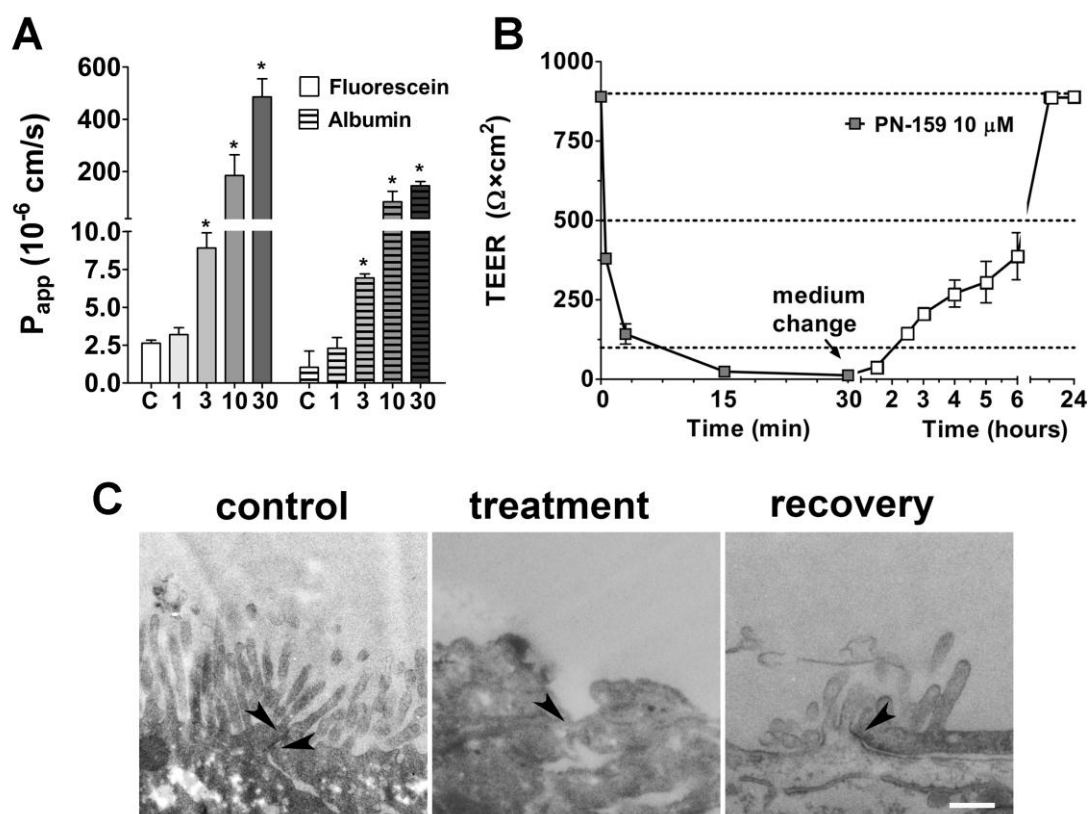 A
P_app (10^-6 cm/s)
600
400
200
10.0
7.5
5.0
2.5
0.0
Fluorescein
Albumin
*
*
*
*
*
*
C 1 3 10 30 C 1 3 10 30
B
TEER (Ω×cm²)
1000
750
500
250
0
PN-159 10 μM
medium
change
0 15 30 2 3 4 5 6 24
Time (min) Time (hours)
C
control treatment recovery